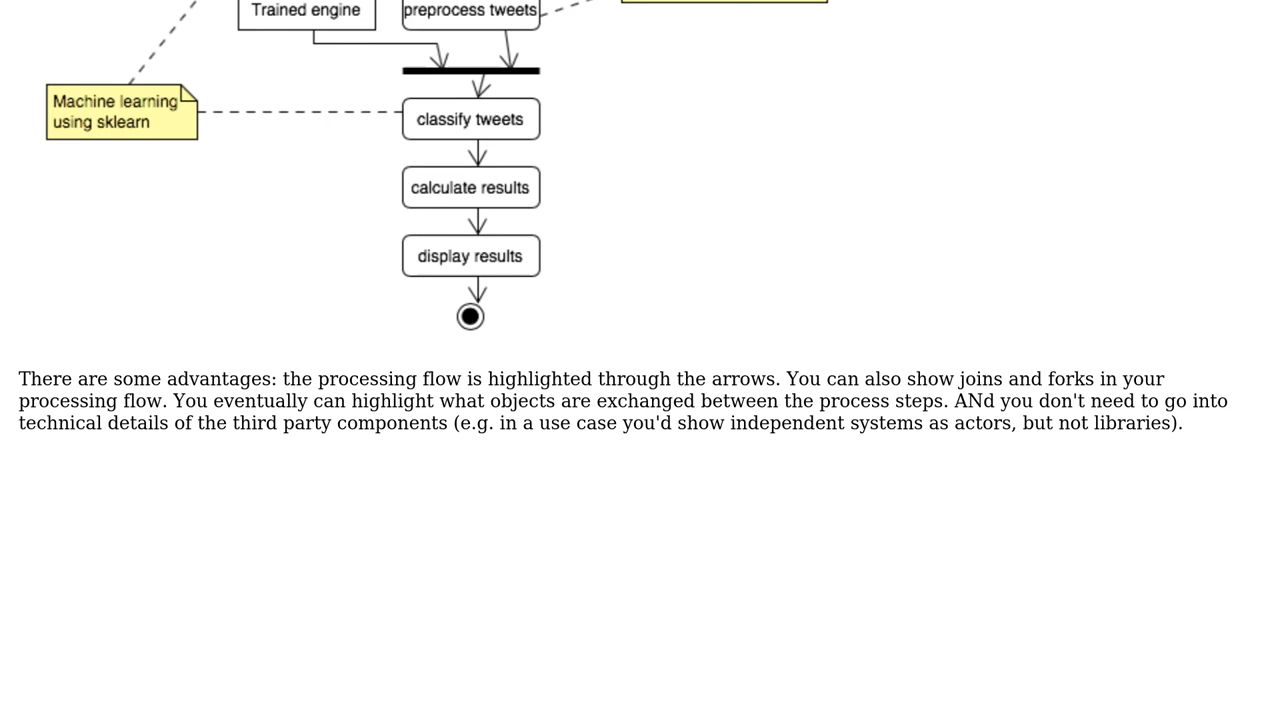 Trained engine
preprocess tweets
Machine learning
using sklearn
classify tweets
calculate results
display results
There are some advantages: the processing flow is highlighted through the arrows. You can also show joins and forks in your
processing flow. You eventually can highlight what objects are exchanged between the process steps. ANd you don't need to go into
technical details of the third party components (e.g. in a use case you'd show independent systems as actors, but not libraries).